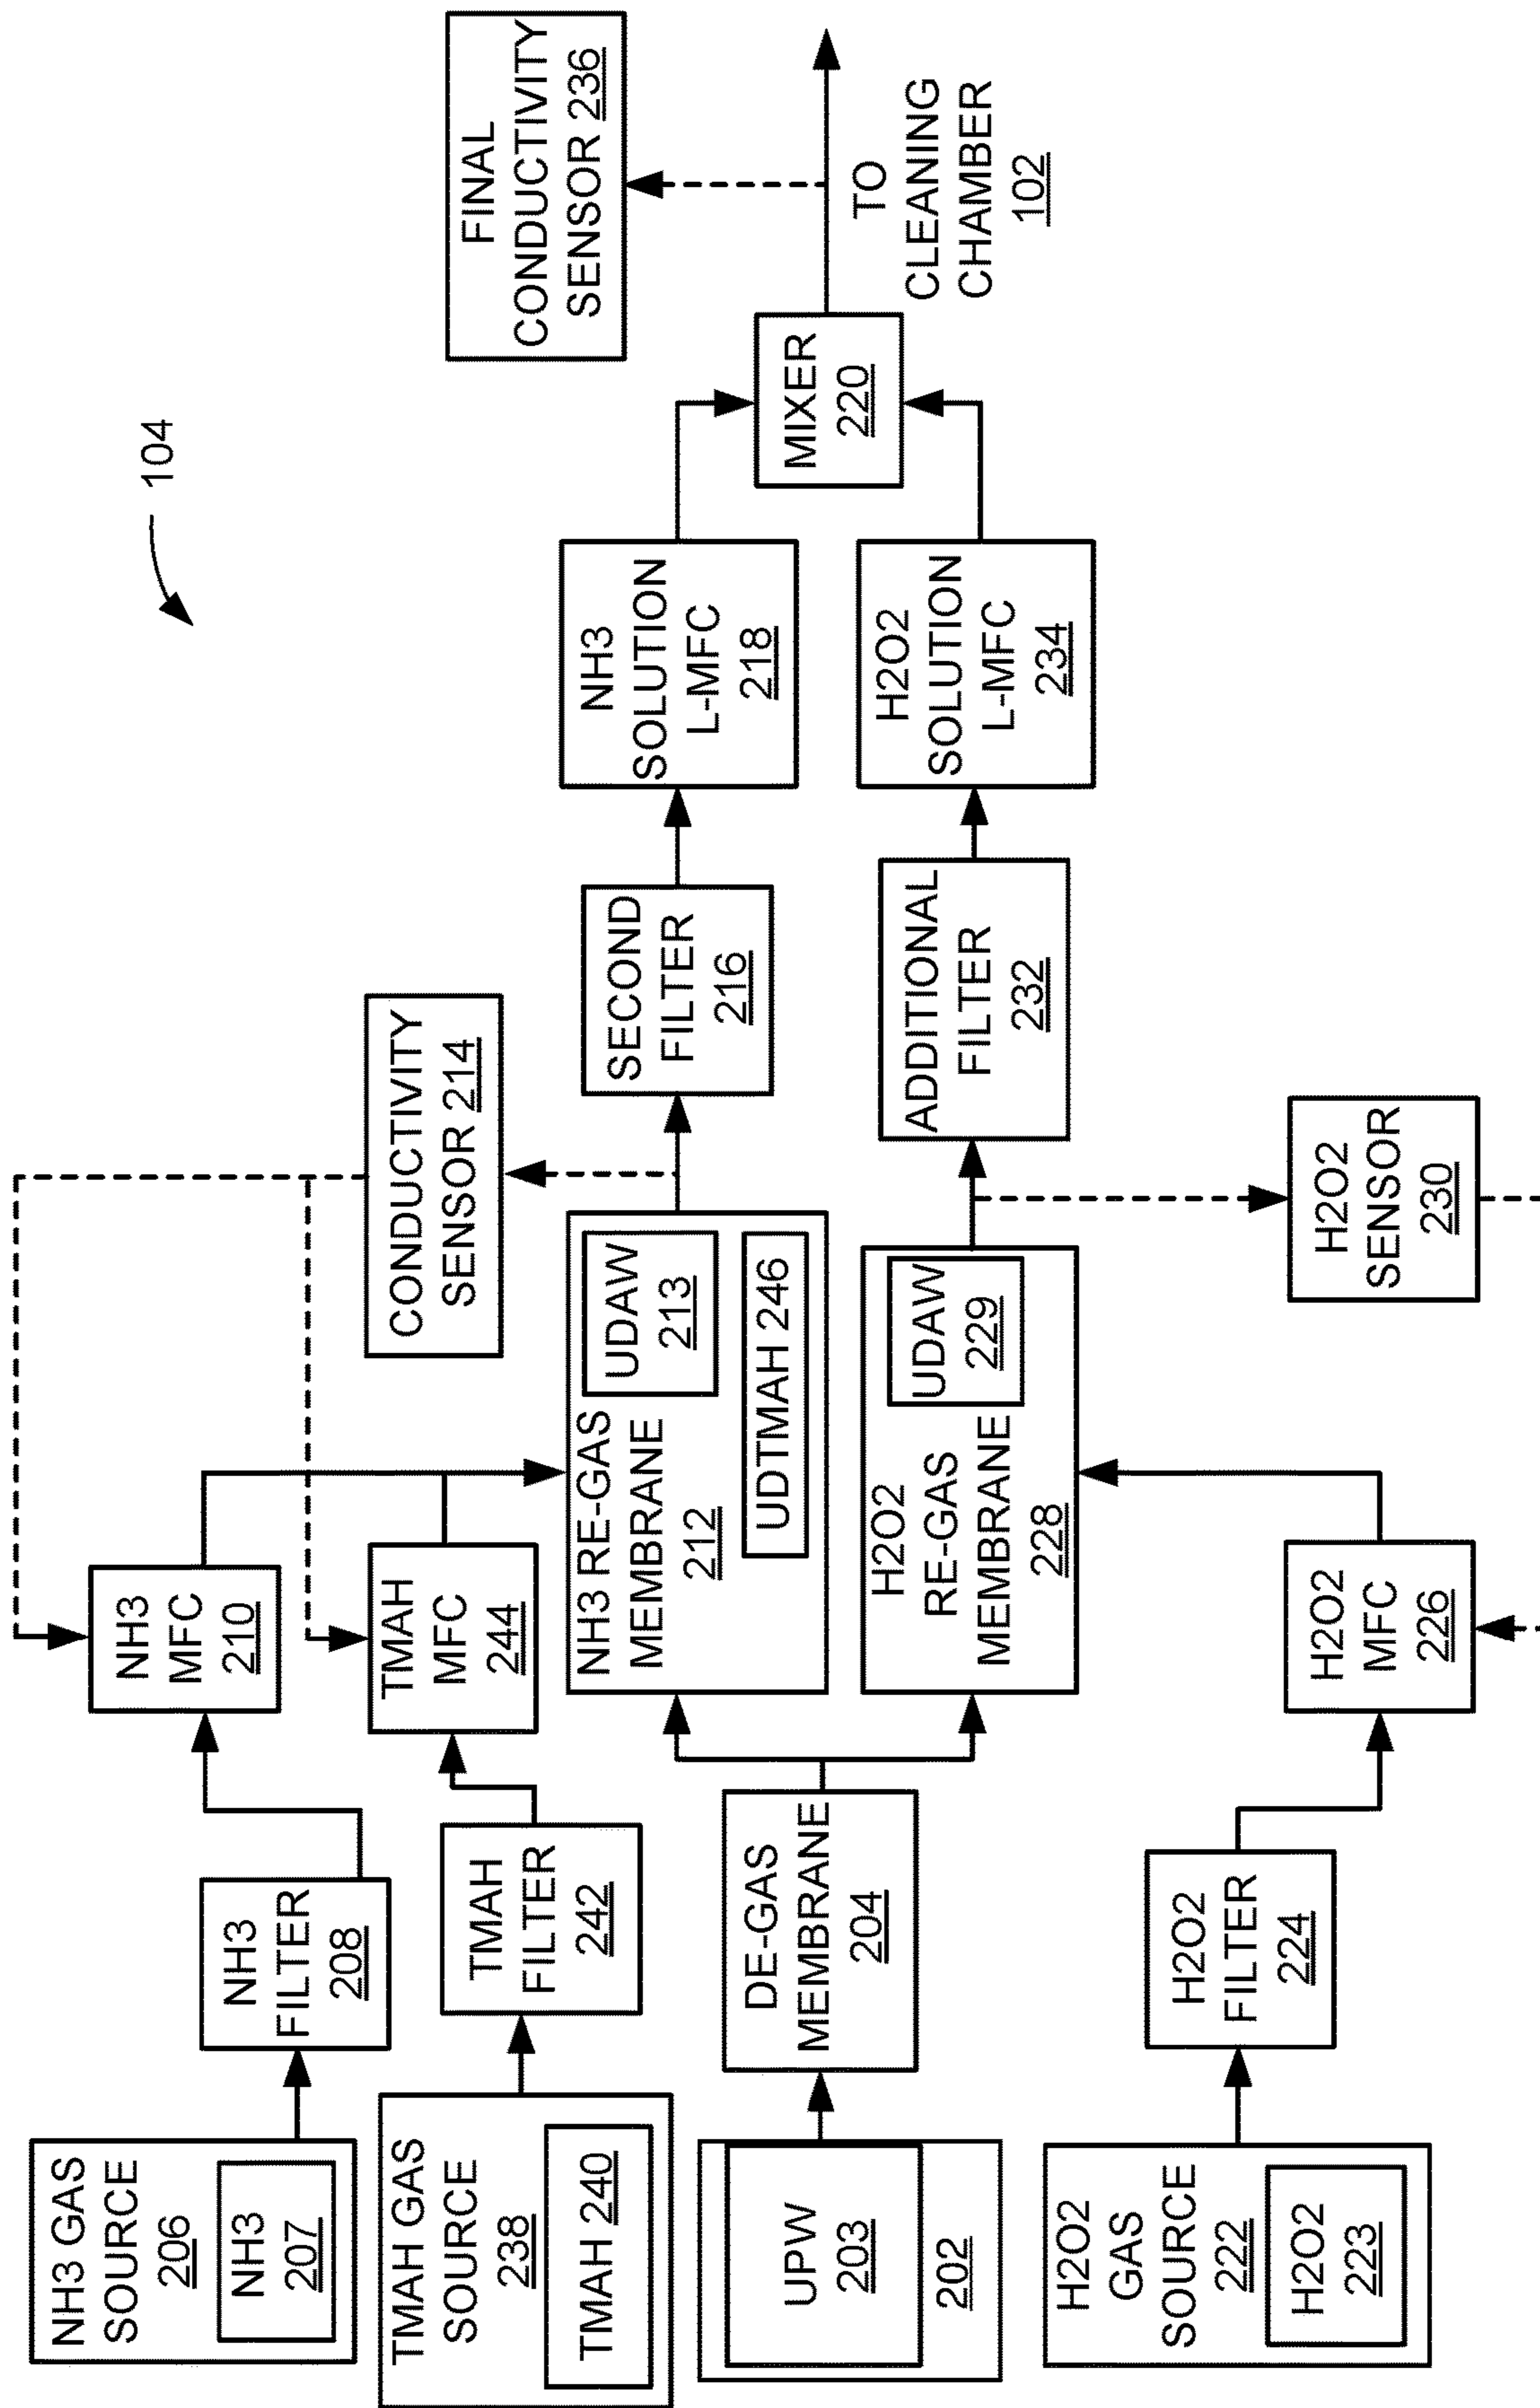 104
NH3 GAS
SOURCE
206
NH3
207
NH3
FILTER
208
NH3
MFC
210
TMAH GAS
SOURCE
238
TMAH 240
TMAH
FILTER
242
TMAH
MFC
244
CONDUCTIVITY
SENSOR 214
FINAL
CONDUCTIVITY
SENSOR 236
UPW
203
202
DE-GAS
MEMBRANE
204
NH3 RE-GAS
MEMBRANE
212
UDAW
213
UDTMAH 246
SECOND
FILTER
216
NH3
SOLUTION
L-MFC
218
MIXER
220
TO
CLEANING
CHAMBER
102
H2O2
RE-GAS
MEMBRANE
228
UDAW
229
ADDITIONAL
FILTER
232
H2O2
SOLUTION
L-MFC
234
H2O2
GAS
SOURCE
222
H2O2
223
H2O2
FILTER
224
H2O2
MFC
226
H2O2
SENSOR
230